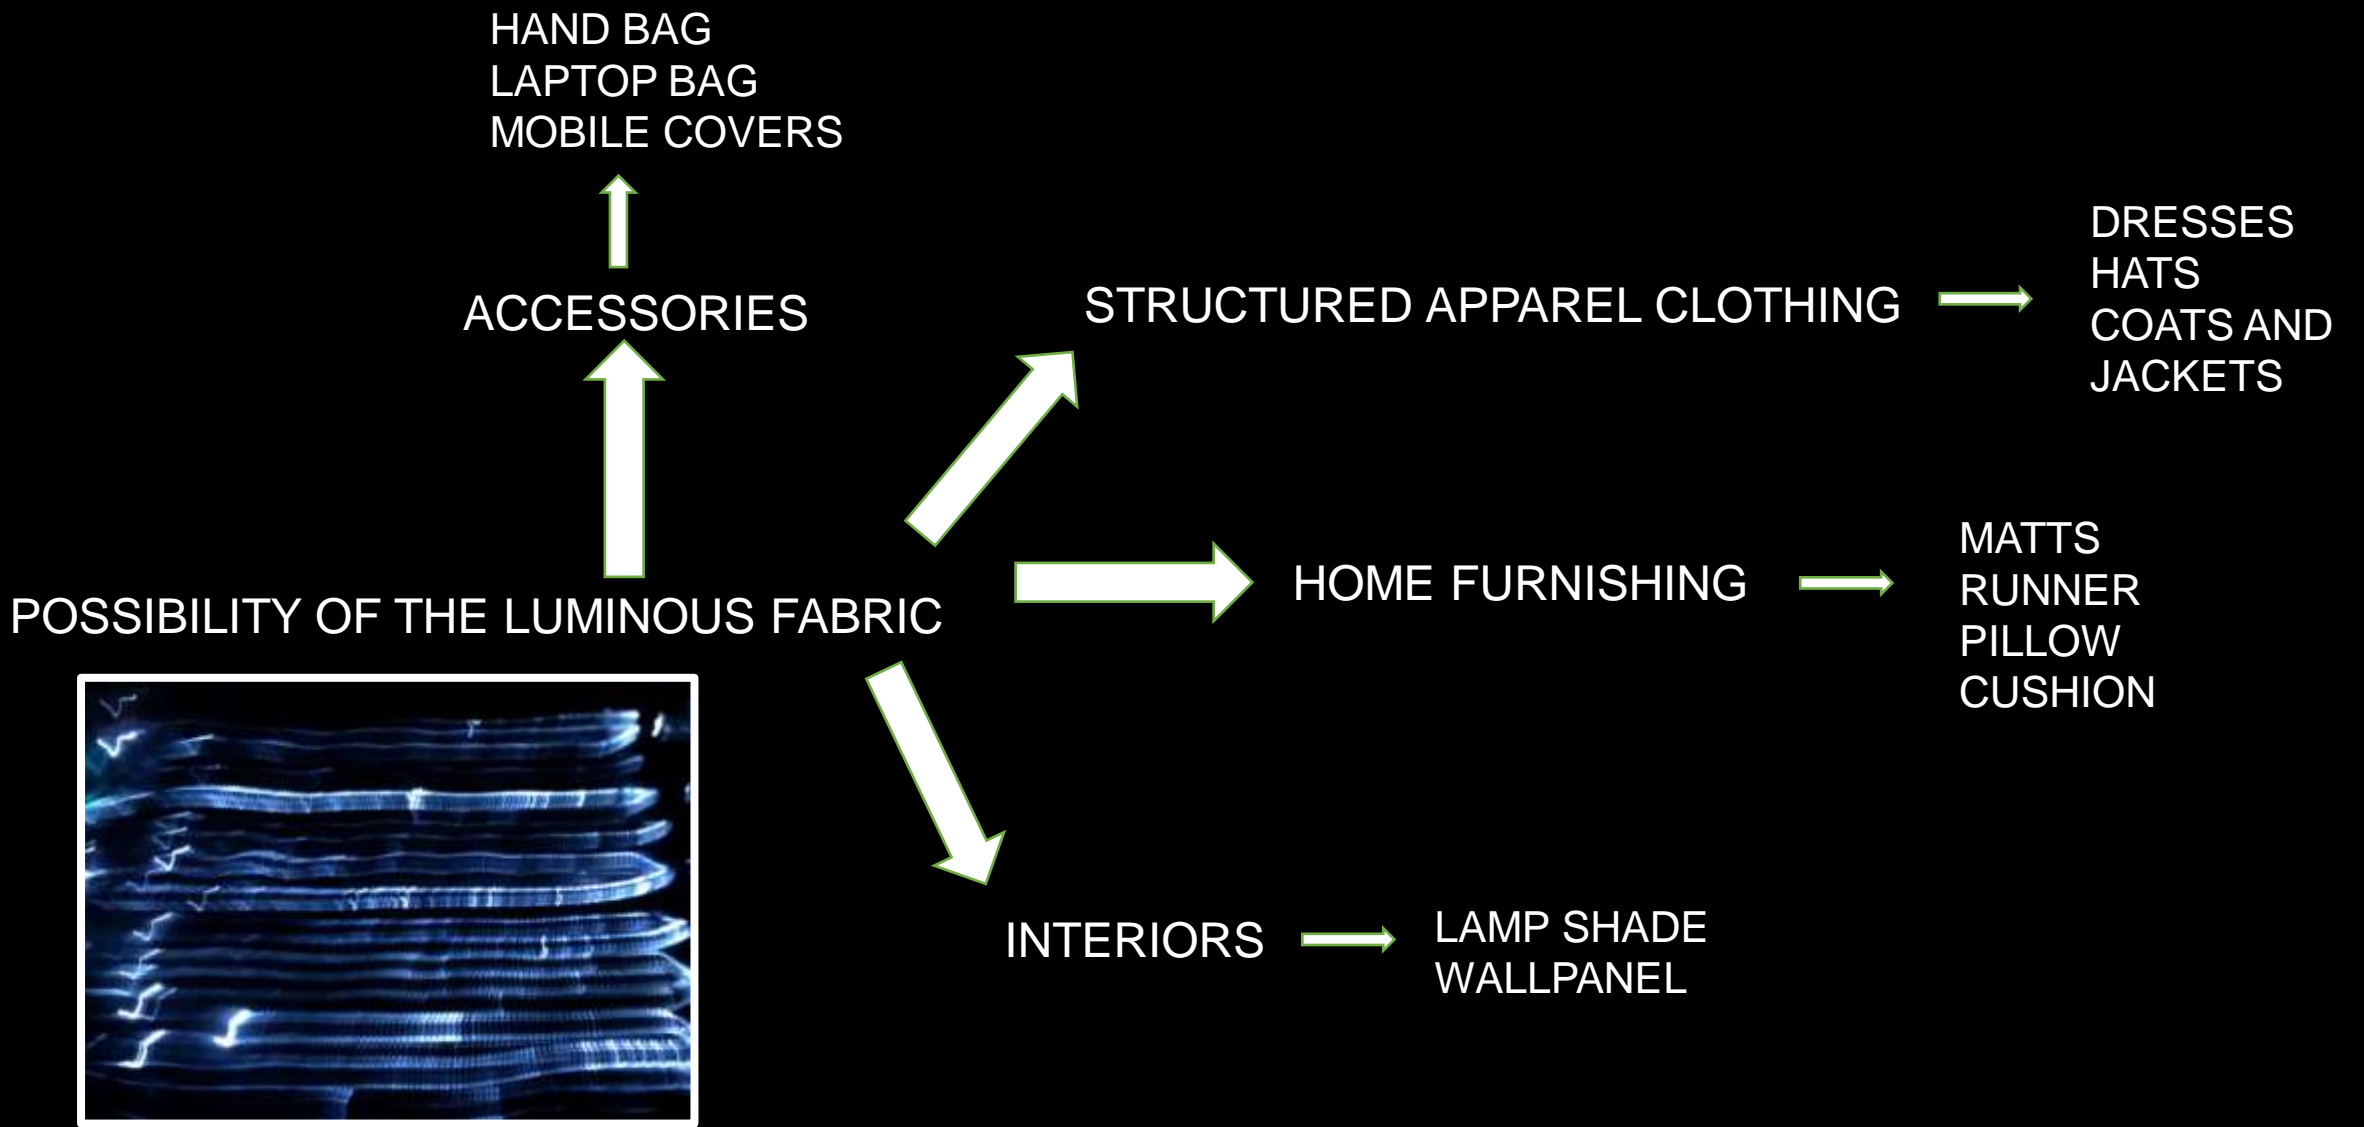 HAND BAG
LAPTOP BAG
MOBILE COVERS
ACCESSORIES
STRUCTURED APPAREL CLOTHING
DRESSES
HATS
COATS AND
JACKETS
POSSIBILITY OF THE LUMINOUS FABRIC
HOME FURNISHING
MATTS
RUNNER
PILLOW
CUSHION
INTERIORS
LAMP SHADE
WALLPANEL